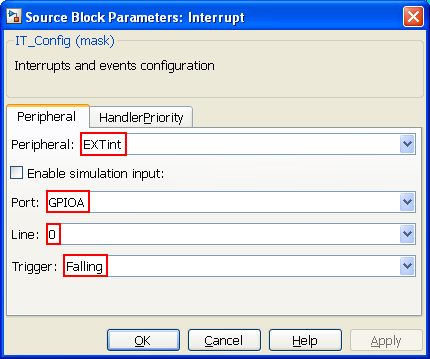 Source Block Parameters: Interrupt
IT_Config (mask)
Interrupts and events configuration
Peripheral HandlerPriority
Peripheral: EXTint
Enable simulation input:
Port: GPIOA
Line: 0
Trigger: Falling
OK Cancel Help Apply